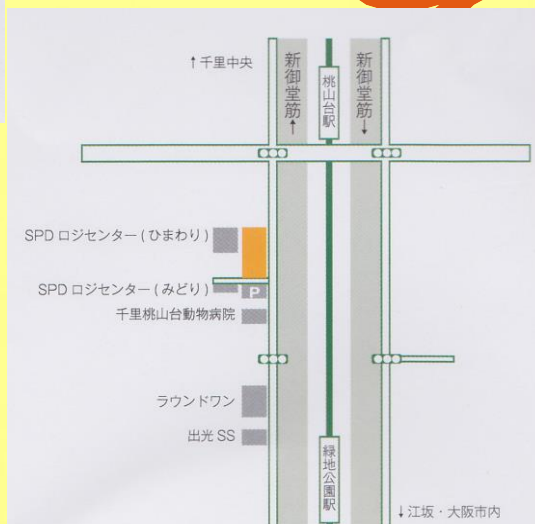 ↑千里中央
新御堂筋↑
桃山台駅
新御堂筋↓
SPD ロジセンター(ひまわり)
SPD ロジセンター(みどり)
P
千里桃山台動物病院
ラウンドワン
出光 SS
緑地公園駅
↓江坂・大阪市内